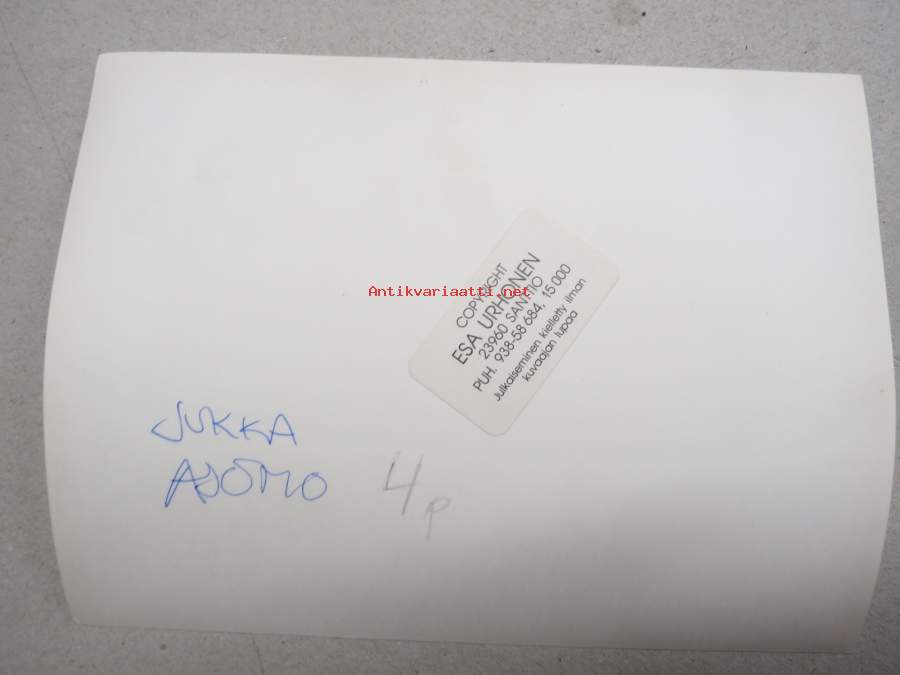 COPYRIGHT
ESA URHONEN
23960 SANTIO
PUH. 938-58 684, 15 000
Julkaiseminen kielletty ilman
kuvaajan lupaa
Antikvariaatti.net
JUKKA
AJOMO
4p